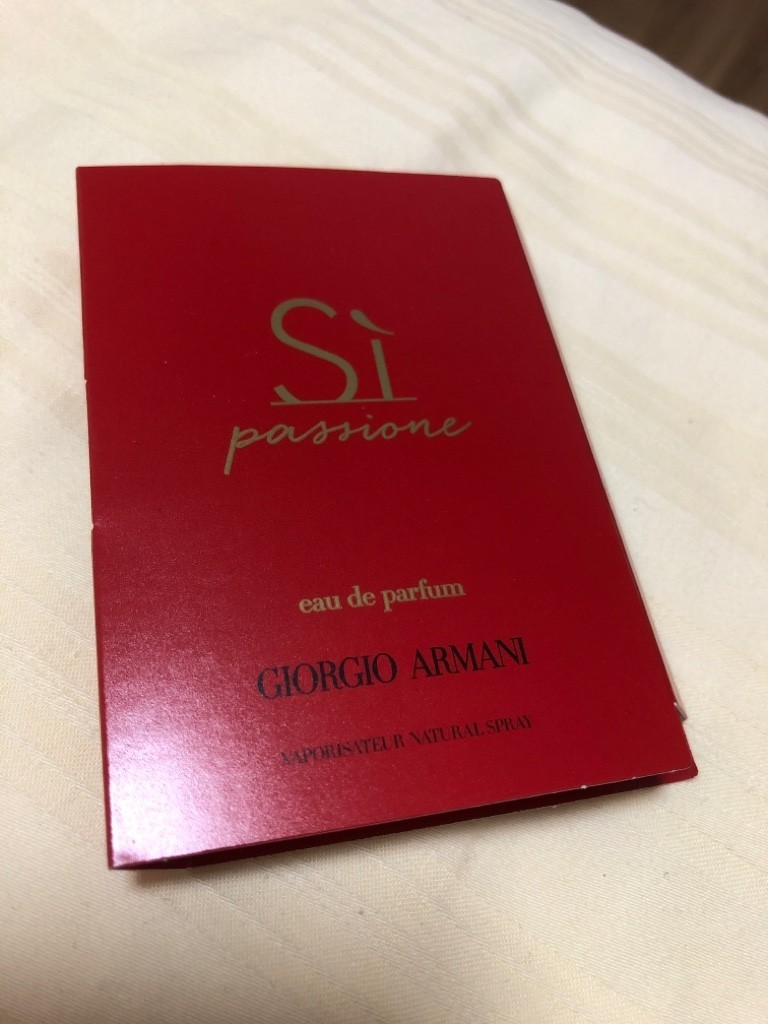 Sì
passione
eau de parfum
GIORGIO ARMANI
VAPORISATEUR NATURAL SPRAY